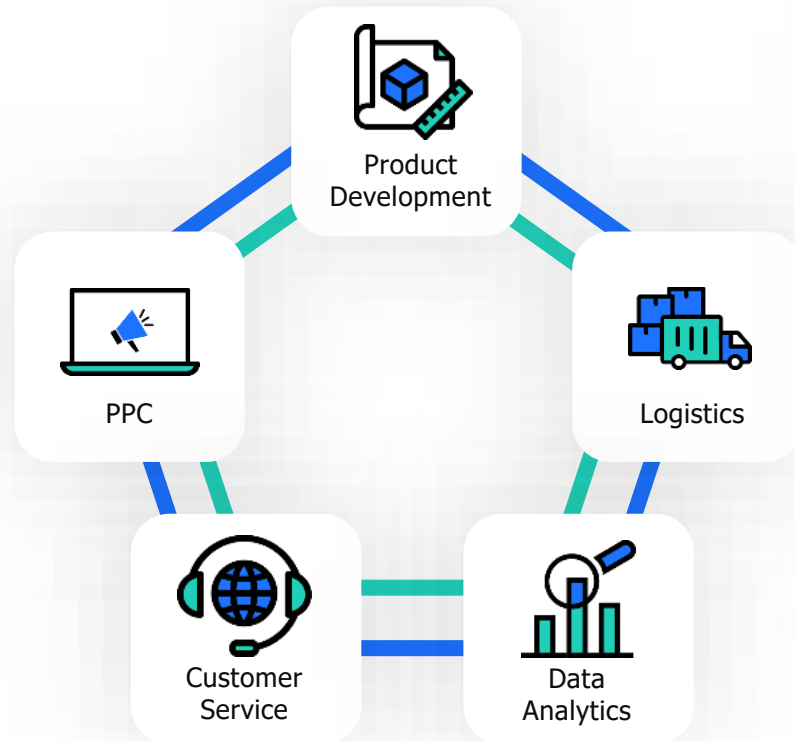 Product
Development
PPC
Logistics
Customer
Service
Data
Analytics